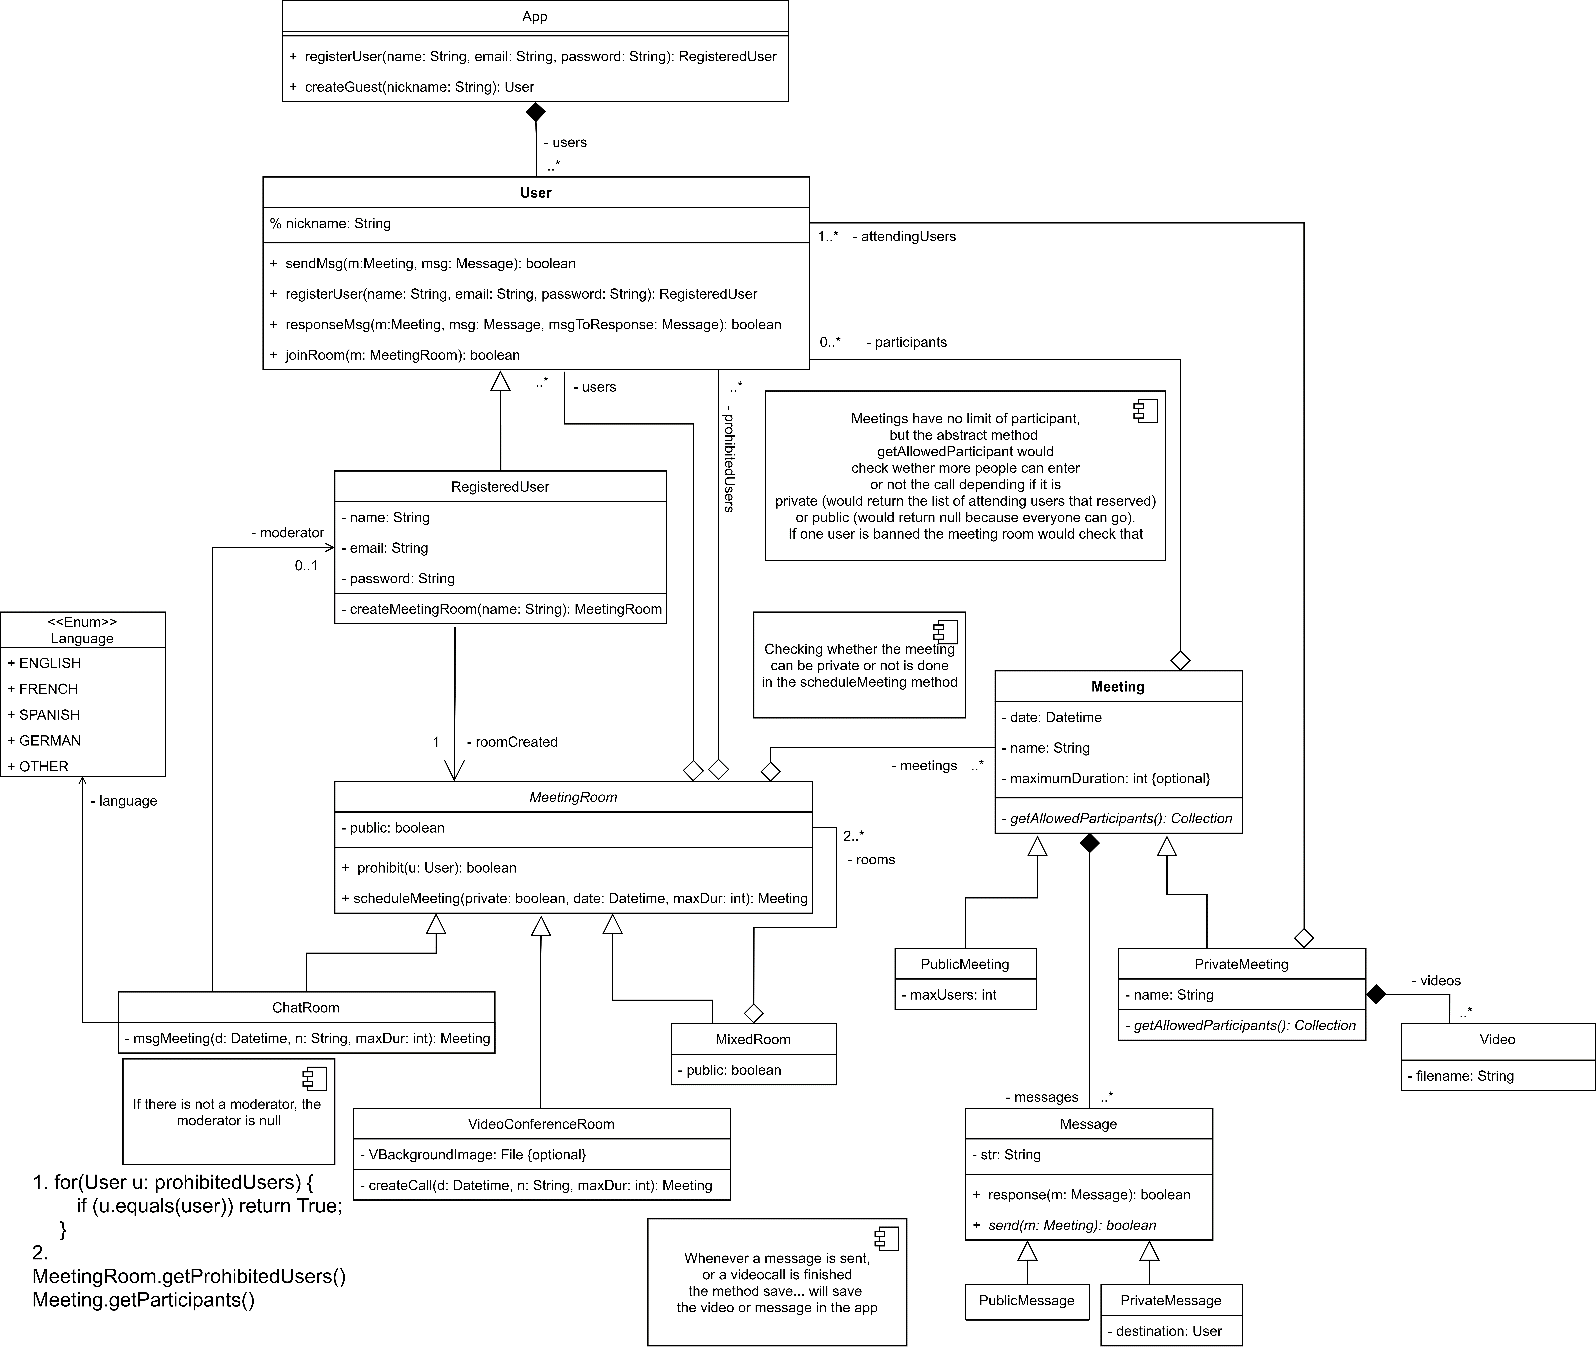 App
+ registerUser(name: String, email: String, password: String): RegisteredUser
+ createGuest(nickname: String): User
- users
..*
User
% nickname: String
+ sendMsg(m:Meeting, msg: Message): boolean
+ registerUser(name: String, email: String, password: String): RegisteredUser
+ responseMsg(m:Meeting, msg: Message, msgToResponse: Message): boolean
+ joinRoom(m: MeetingRoom): boolean
1..* - attendingUsers
0..* - participants
..* - users
..*
- prohibitedUsers
Meetings have no limit of participant,
but the abstract method
getAllowedParticipant would
check wether more people can enter
or not the call depending if it is
private (would return the list of attending users that reserved)
or public (would return null because everyone can go).
If one user is banned the meeting room would check that
RegisteredUser
- name: String
- email: String
- password: String
- createMeetingRoom(name: String): MeetingRoom
- moderator
0..1
<<Enum>>
Language
+ ENGLISH
+ FRENCH
+ SPANISH
+ GERMAN
+ OTHER
- language
Checking whether the meeting
can be private or not is done
in the scheduleMeeting method
1 - roomCreated
Meeting
- date: Datetime
- name: String
- maximumDuration: int {optional}
- getAllowedParticipants(): Collection
- meetings ..*
MeetingRoom
- public: boolean
+ prohibit(u: User): boolean
+ scheduleMeeting(private: boolean, date: Datetime, maxDur: int): Meeting
2..*
- rooms
PublicMeeting
- maxUsers: int
PrivateMeeting
- name: String
- getAllowedParticipants(): Collection
- videos
..*
Video
- filename: String
ChatRoom
- msgMeeting(d: Datetime, n: String, maxDur: int): Meeting
MixedRoom
- public: boolean
If there is not a moderator, the
moderator is null
VideoConferenceRoom
- VBackgroundImage: File {optional}
- createCall(d: Datetime, n: String, maxDur: int): Meeting
- messages ..*
Message
- str: String
+ response(m: Message): boolean
+ send(m: Meeting): boolean
1. for(User u: prohibitedUsers) {
if (u.equals(user)) return True;
}
2.
MeetingRoom.getProhibitedUsers()
Meeting.getParticipants()
Whenever a message is sent,
or a videocall is finished
the method save... will save
the video or message in the app
PublicMessage
PrivateMessage
- destination: User